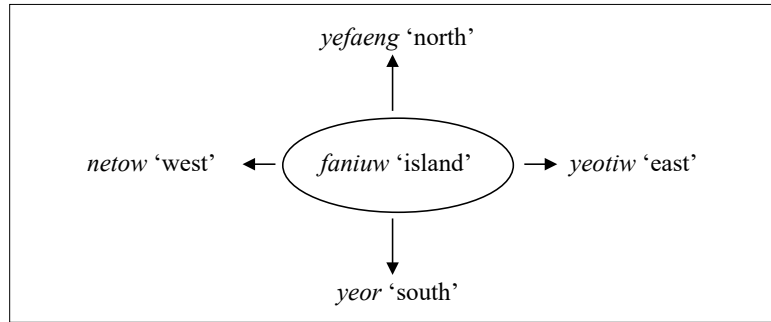 yefaeng ‘north’
netow ‘west’ faniuw ‘island’ yeotiw ‘east’
yeor ‘south’